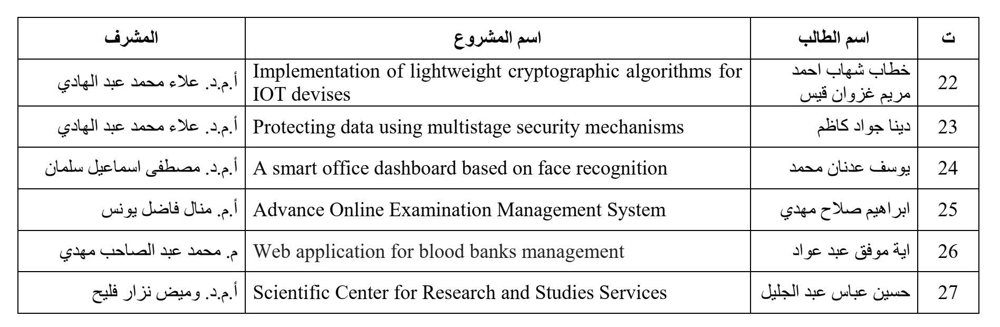 ت اسم الطالب اسم المشروع المشرف
22 خطاب شهاب احمد Implementation of lightweight cryptographic algorithms for أ.م.د. علاء محمد عبد الهادي
مريم غزوان قيس IOT devises
23 دينا جواد كاظم Protecting data using multistage security mechanisms أ.م.د. علاء محمد عبد الهادي
24 يوسف عدنان محمد A smart office dashboard based on face recognition أ.م.د. مصطفى اسماعيل سلمان
25 ابراهيم صلاح مهدي Advance Online Examination Management System أ.م. منال فاضل يونس
26 اية موفق عبد عواد Web application for blood banks management م. محمد عبد الصاحب مهدي
27 حسين عباس عبد الجليل Scientific Center for Research and Studies Services أ.م.د. وميض نزار فليح